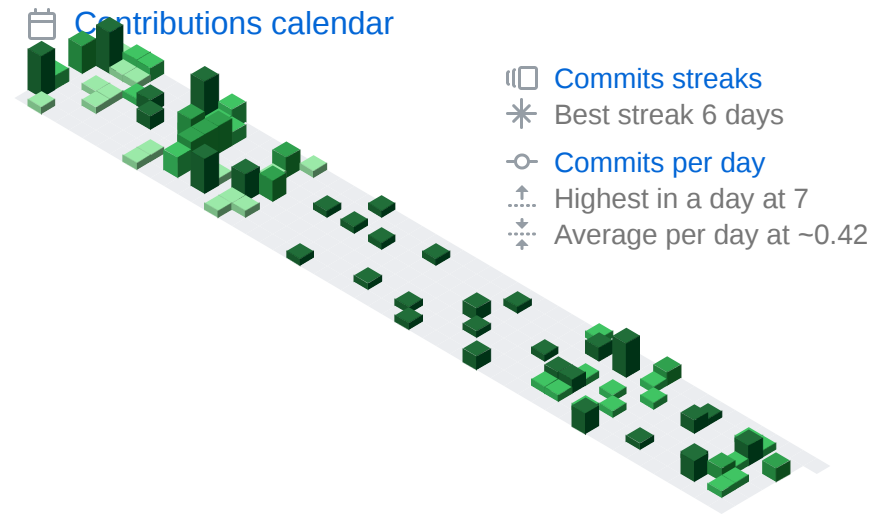 Contributions calendar
Commits streaks
Best streak 6 days
Commits per day
Highest in a day at 7
Average per day at ~0.42